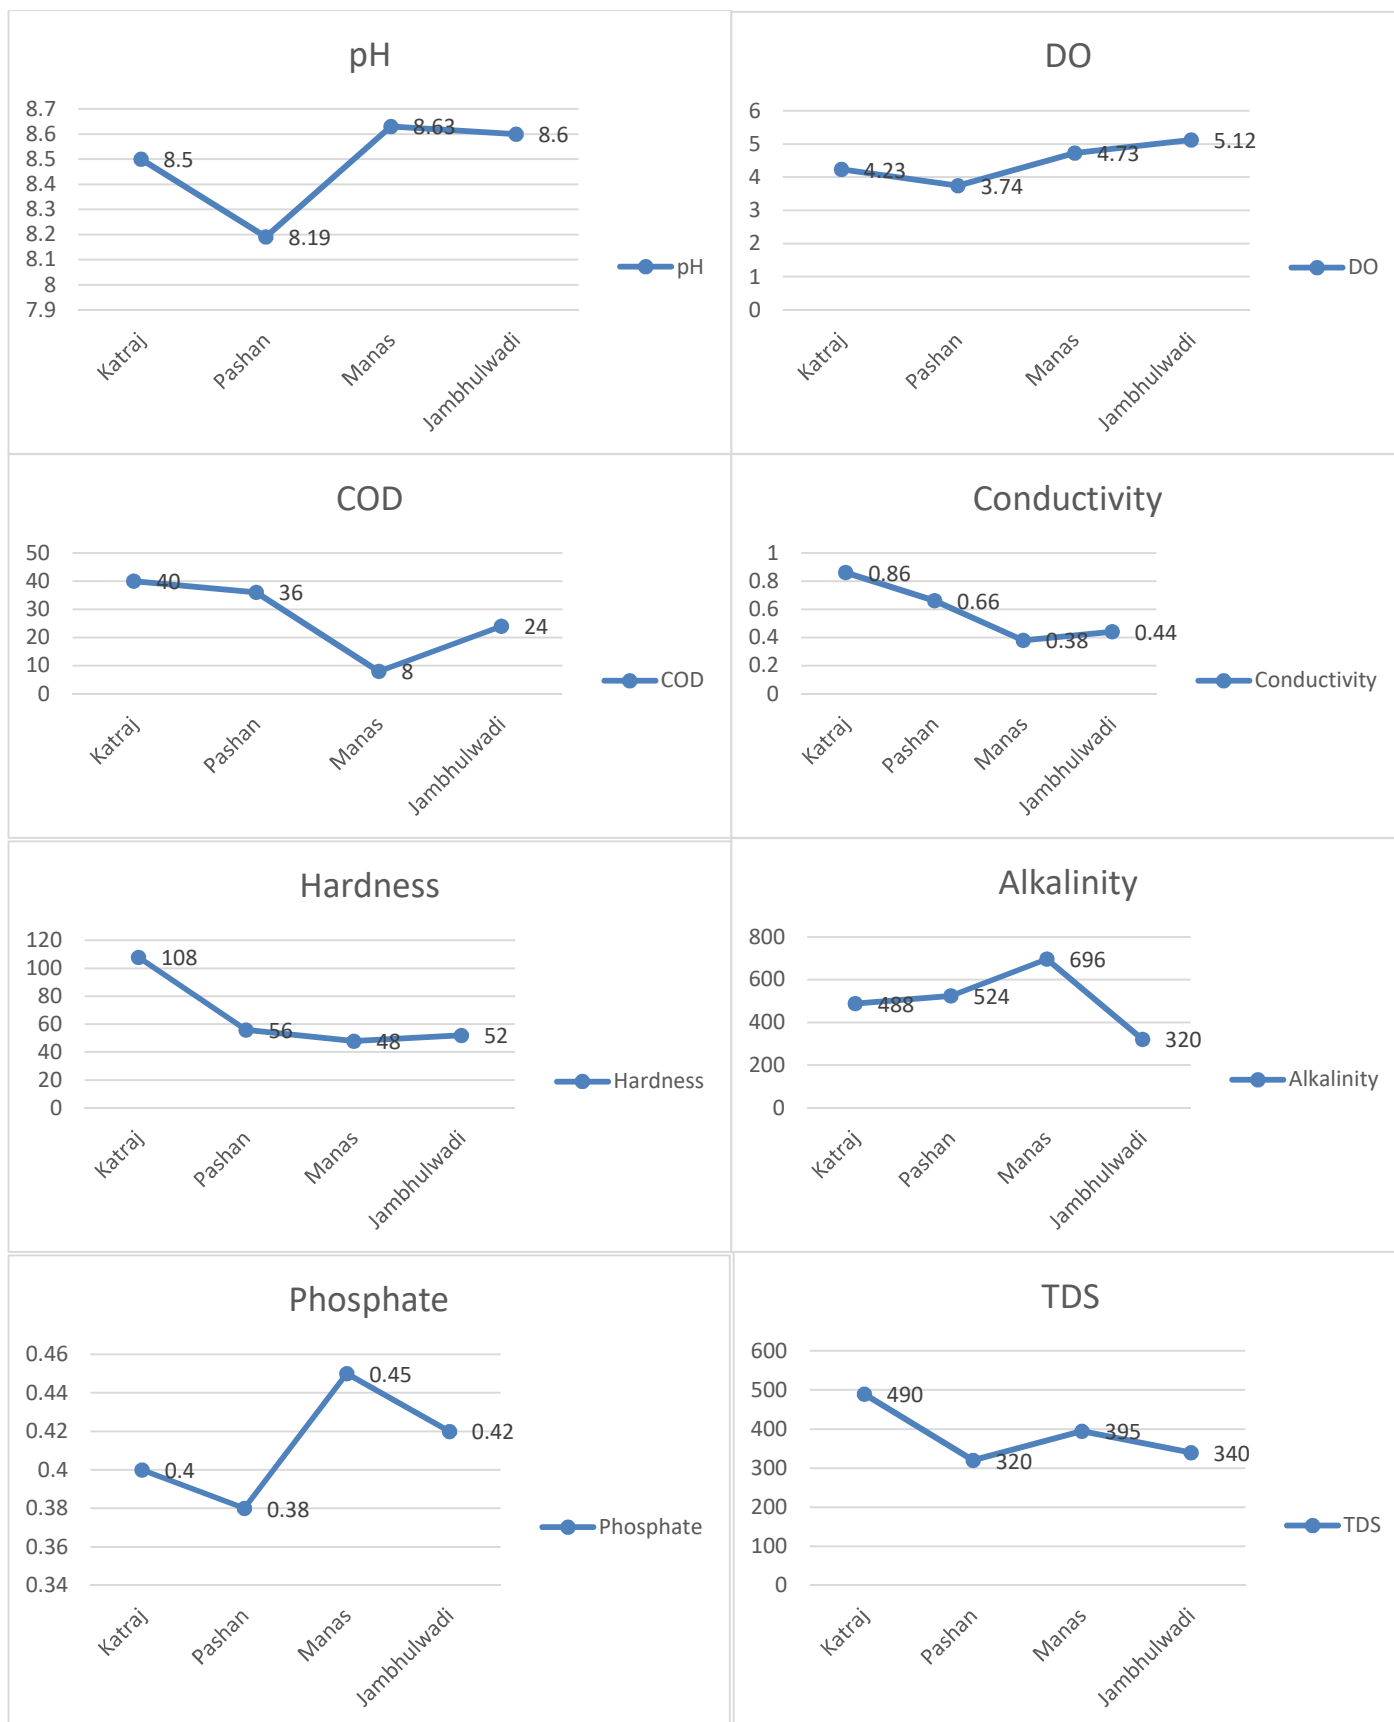 pH
8.7
8.6
8.5
8.4
8.3
8.2
8.1
8
7.9
8.5
8.19
8.63
8.6
Katraj
Pashan
Manas
Jambhulwadi
pH
DO
6
5
4
3
2
1
0
4.23
3.74
4.73
5.12
Katraj
Pashan
Manas
Jambhulwadi
DO
COD
50
40
30
20
10
0
40
36
8
24
Katraj
Pashan
Manas
Jambhulwadi
COD
Conductivity
1
0.8
0.6
0.4
0.2
0
0.86
0.66
0.38
0.44
Katraj
Pashan
Manas
Jambhulwadi
Conductivity
Hardness
120
100
80
60
40
20
0
108
56
48
52
Katraj
Pashan
Manas
Jambhulwadi
Hardness
Alkalinity
800
600
400
200
0
488
524
696
320
Katraj
Pashan
Manas
Jambhulwadi
Alkalinity
Phosphate
0.46
0.44
0.42
0.4
0.38
0.36
0.34
0.4
0.38
0.45
0.42
Katraj
Pashan
Manas
Jambhulwadi
Phosphate
TDS
600
500
400
300
200
100
0
490
320
395
340
Katraj
Pashan
Manas
Jambhulwadi
TDS